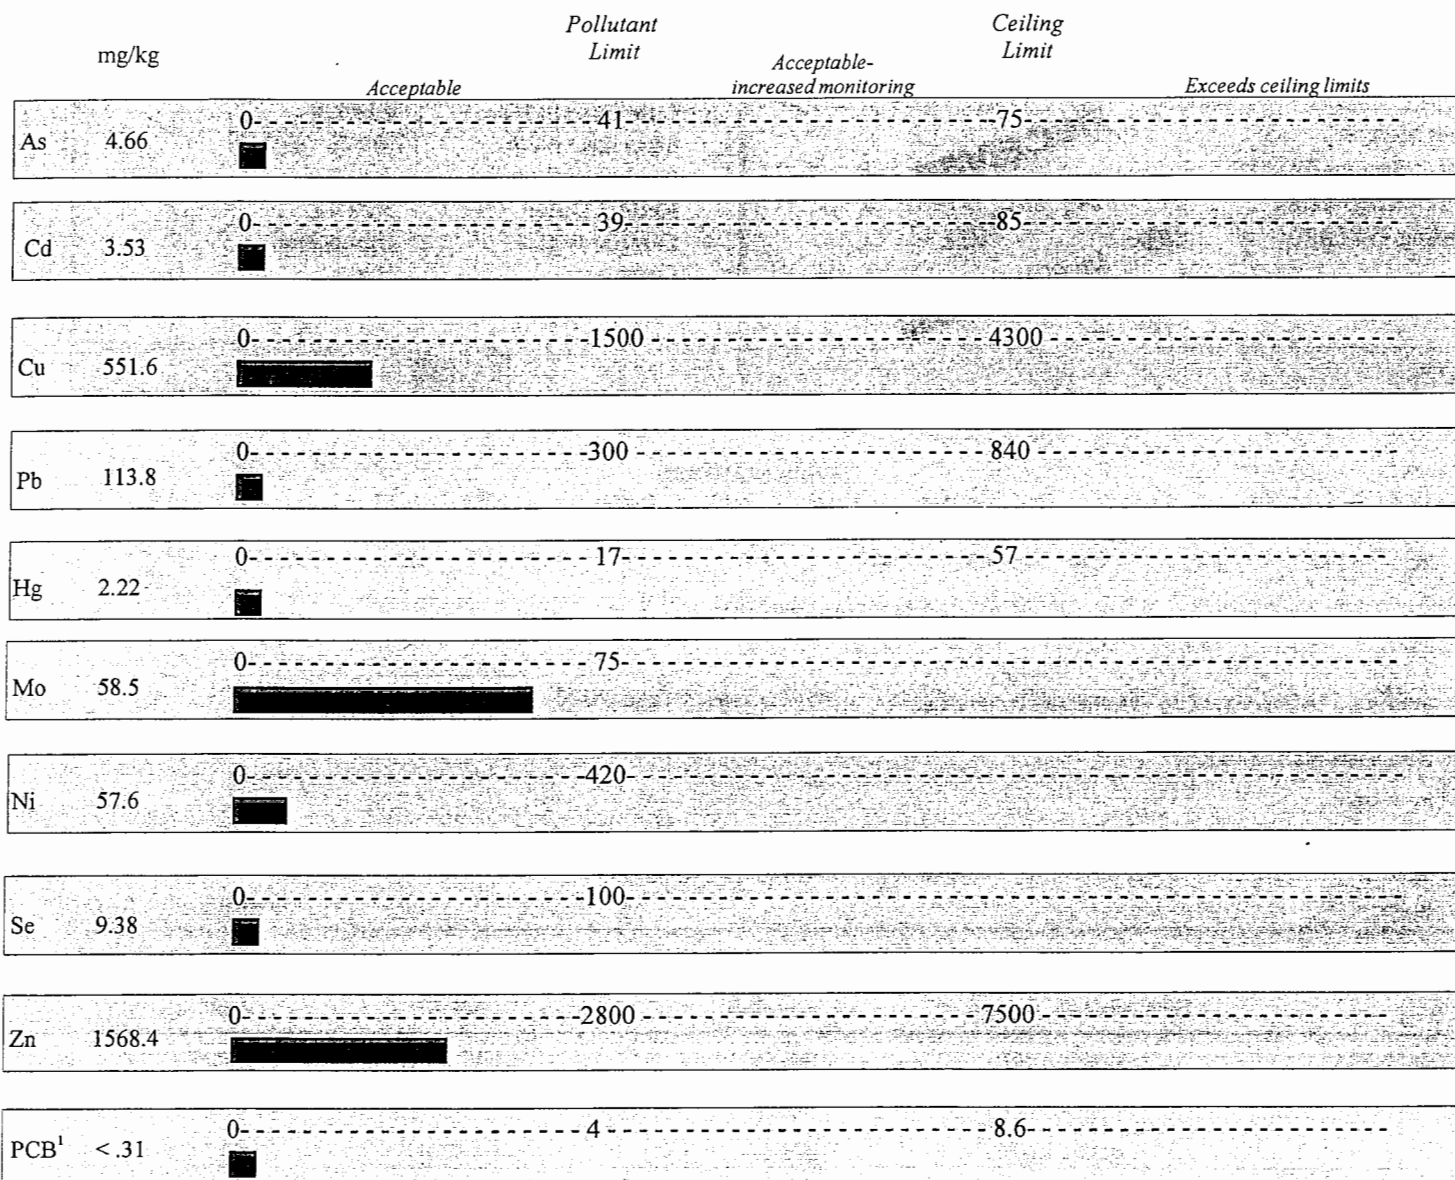 Pollutant Ceiling
mg/kg Limit Limit
Acceptable-
Acceptable increased monitoring Exceeds ceiling limits
0 41 75
As 4.66
0 39 85
Cd 3.53
0 1500 4300
Cu 551.6
0 300 840
Pb 113.8
0 17 57
Hg 2.22
0 75
Mo 58.5
0 420
Ni 57.6
0 100
Se 9.38
0 2800 7500
Zn 1568.4
0 4 8.6
PCB¹ < .31